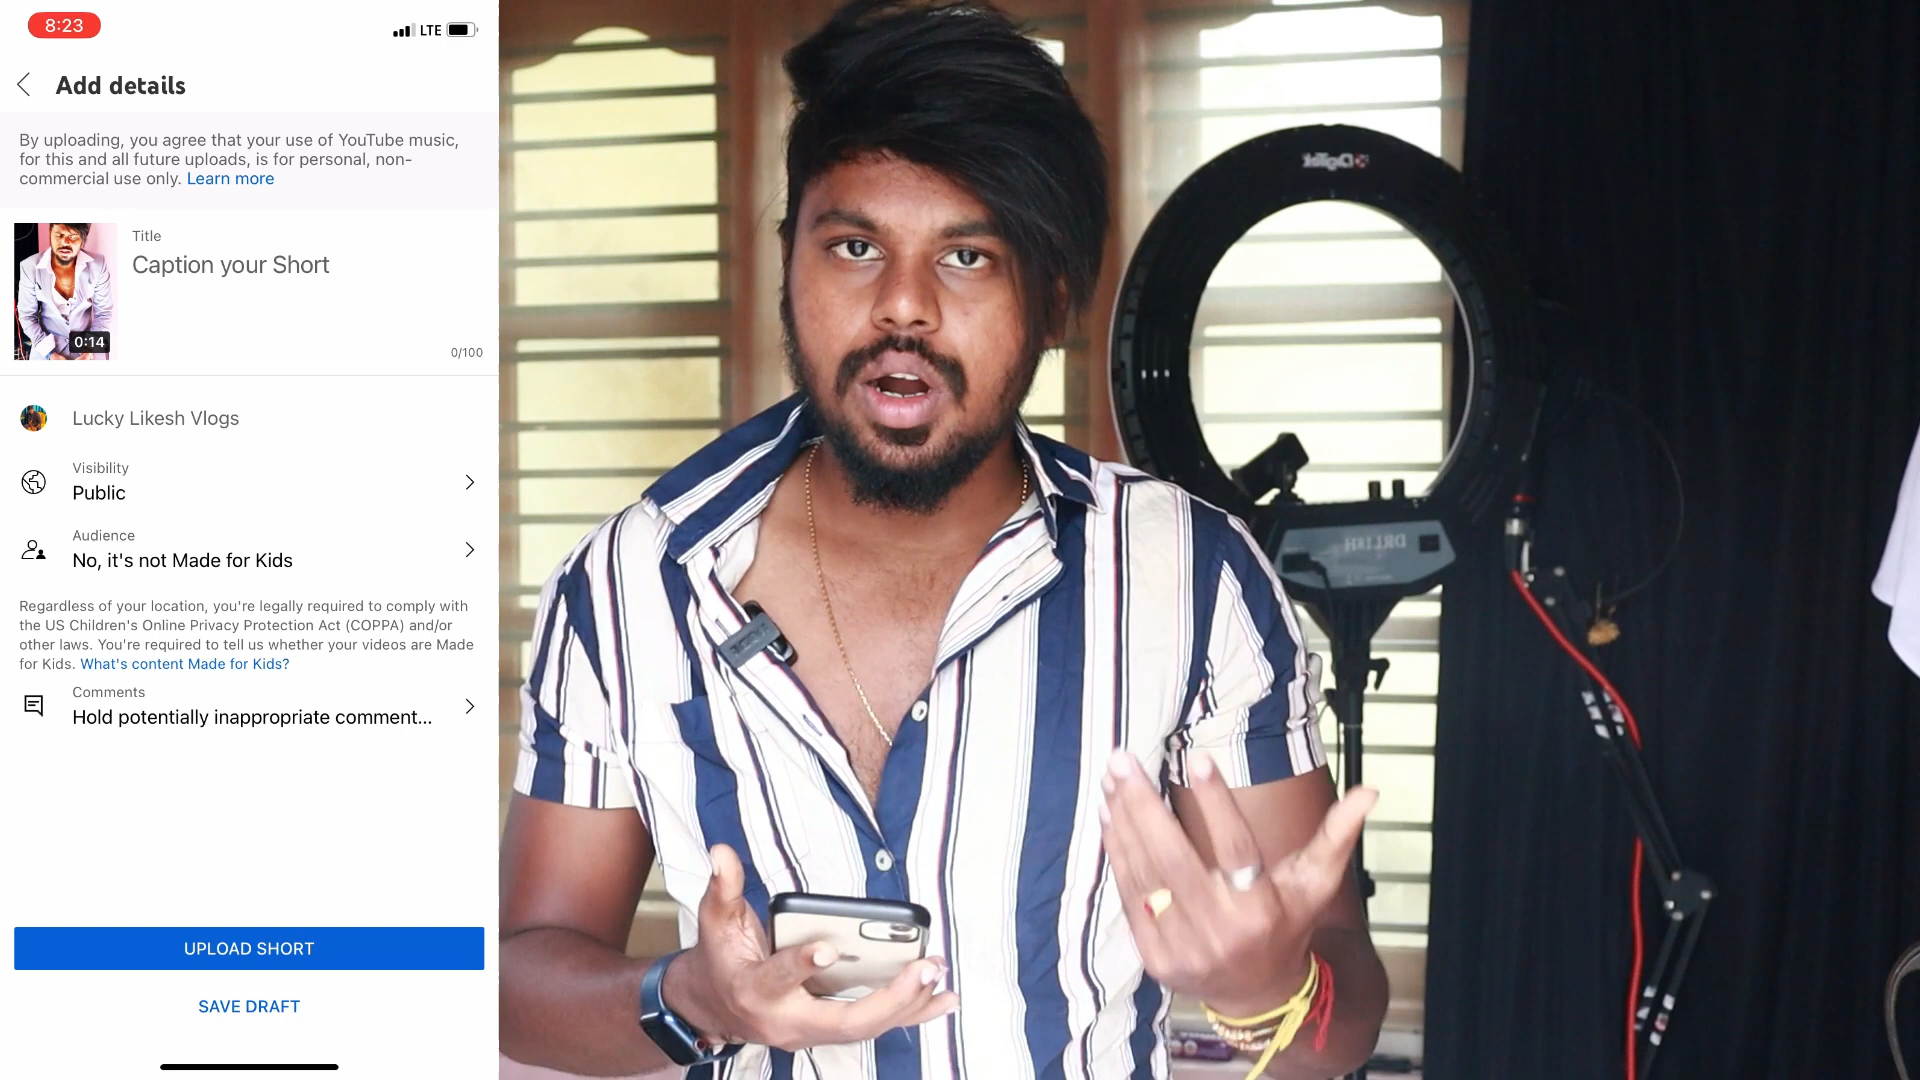 8:23
LTE
Add details
By uploading, you agree that your use of YouTube music,
for this and all future uploads, is for personal, non-
commercial use only. Learn more
Title
Caption your Short
0:14
0/100
Lucky Likesh Vlogs
Visibility
Public
Audience
No, it's not Made for Kids
Regardless of your location, you're legally required to comply with
the US Children's Online Privacy Protection Act (COPPA) and/or
other laws. You're required to tell us whether your videos are Made
for Kids. What's content Made for Kids?
Comments
Hold potentially inappropriate comment...
UPLOAD SHORT
SAVE DRAFT
DigiTek